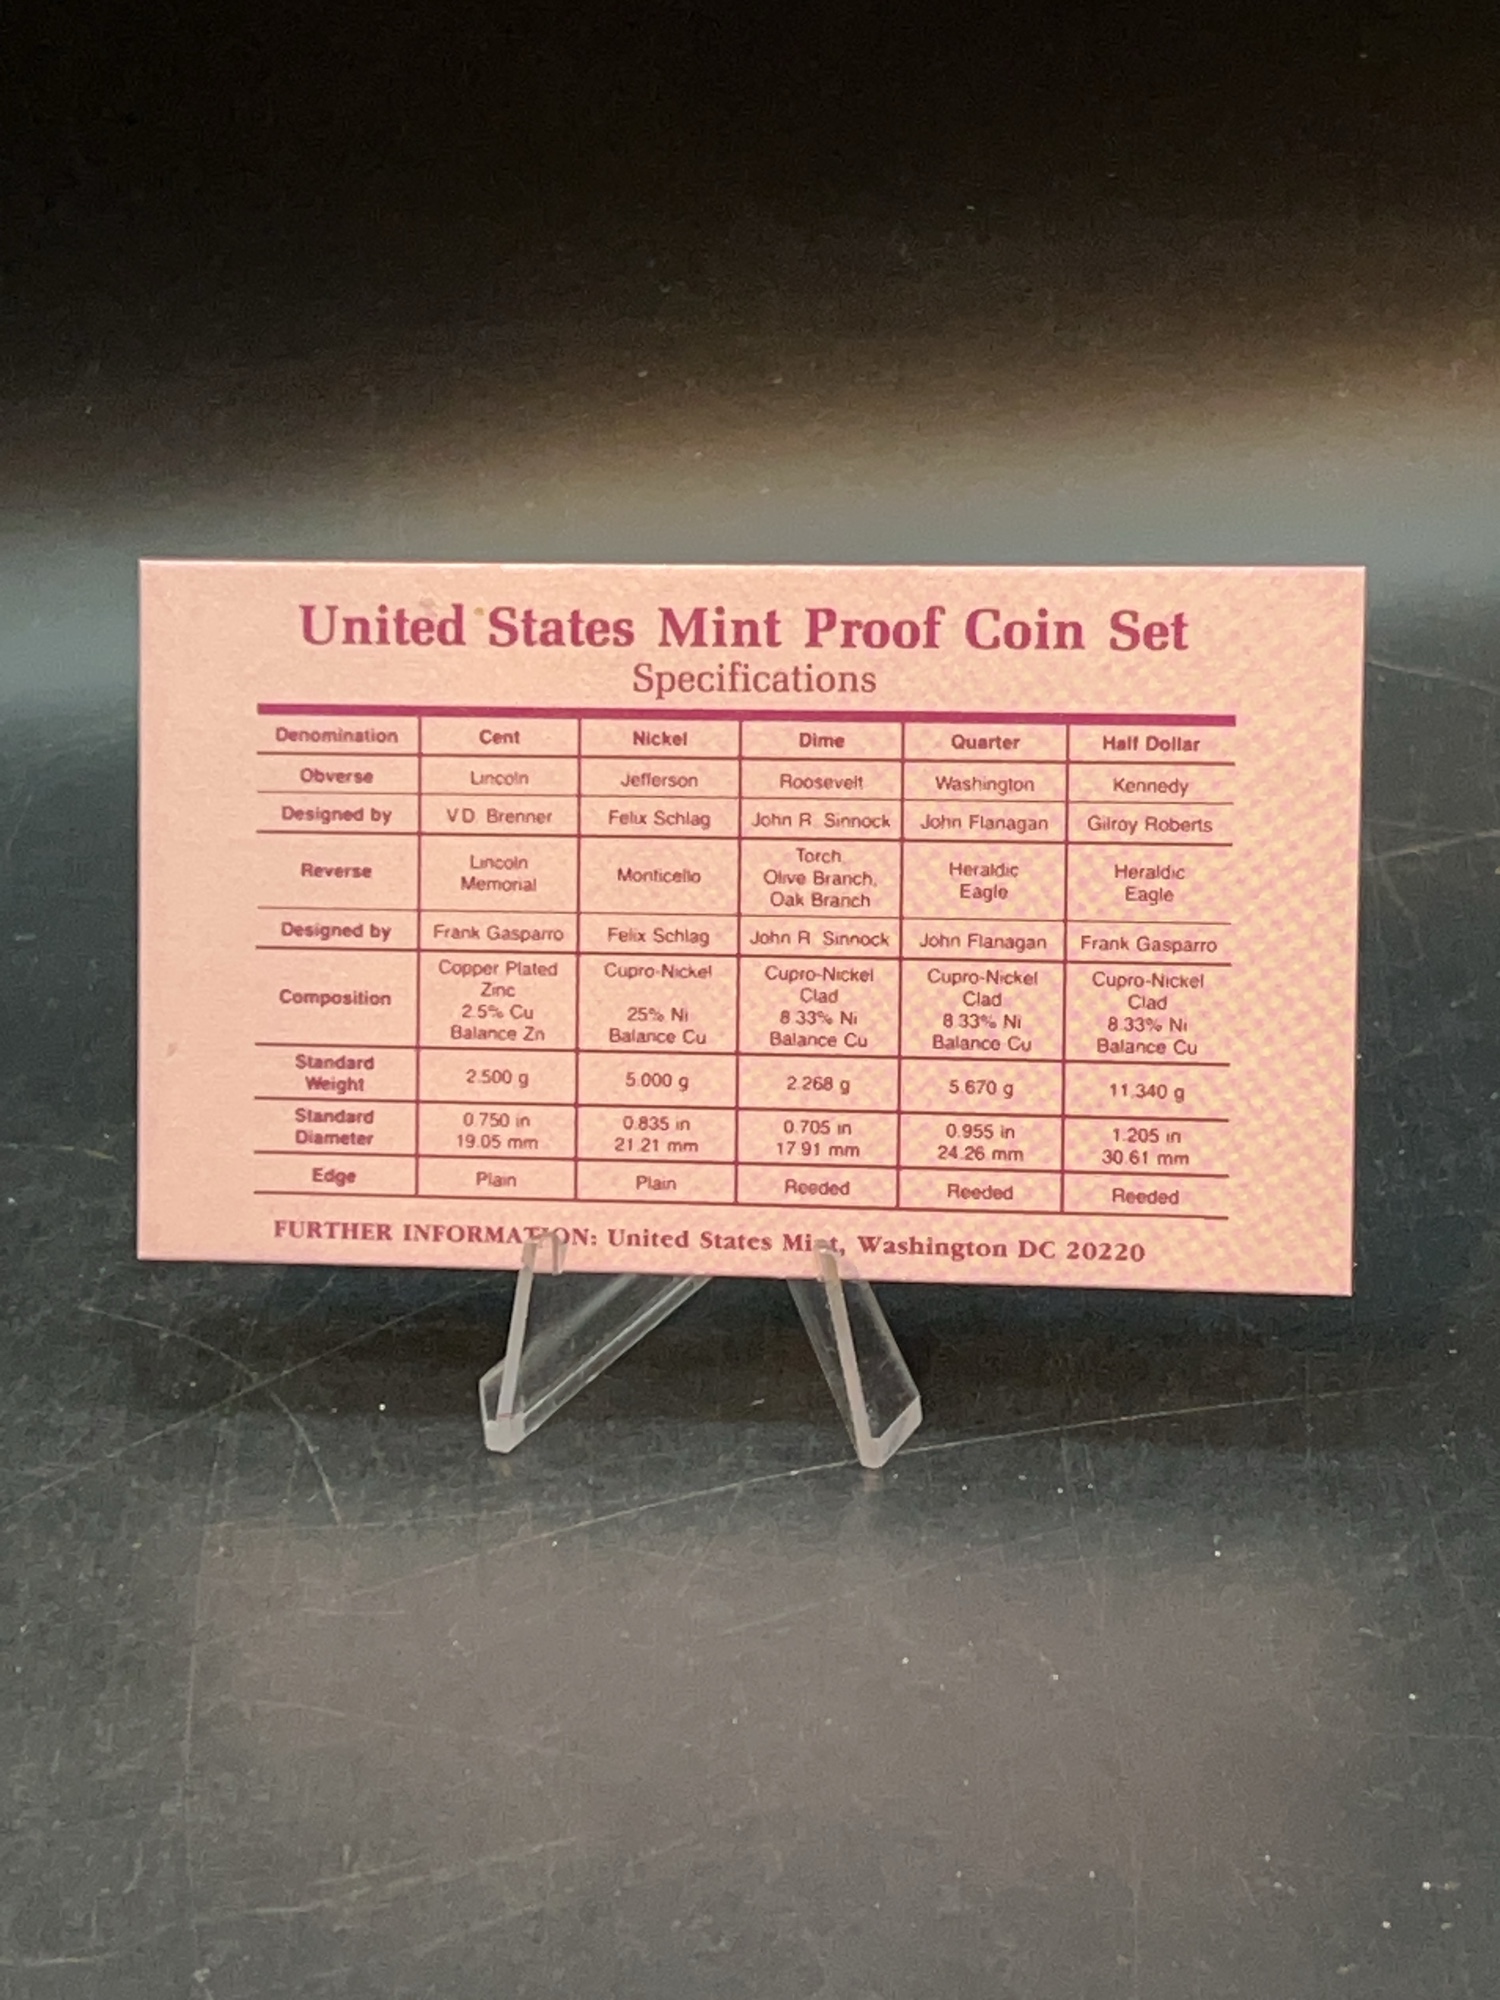 United States Mint Proof Coin Set
Specifications
Denomination Cent Nickel Dime Quarter Half Dollar
Obverse Lincoln Jefferson Roosevelt Washington Kennedy
Designed by V.D. Brenner Felix Schlag John R. Sinnock John Flanagan Gilroy Roberts
Reverse Lincoln Memorial Monticello Torch, Olive Branch, Oak Branch Heraldic Eagle Heraldic Eagle
Designed by Frank Gasparro Felix Schlag John R. Sinnock John Flanagan Frank Gasparro
Composition Copper Plated Zinc 2.5% Cu Balance Zn Cupro-Nickel 25% Ni Balance Cu Cupro-Nickel Clad 8.33% Ni Balance Cu Cupro-Nickel Clad 8.33% Ni Balance Cu Cupro-Nickel Clad 8.33% Ni Balance Cu
Standard Weight 2.500 g 5.000 g 2.268 g 5.670 g 11.340 g
Standard Diameter 0.750 in 19.05 mm 0.835 in 21.21 mm 0.705 in 17.91 mm 0.955 in 24.26 mm 1.205 in 30.61 mm
Edge Plain Plain Reeded Reeded Reeded
FURTHER INFORMATION: United States Mint, Washington DC 20220